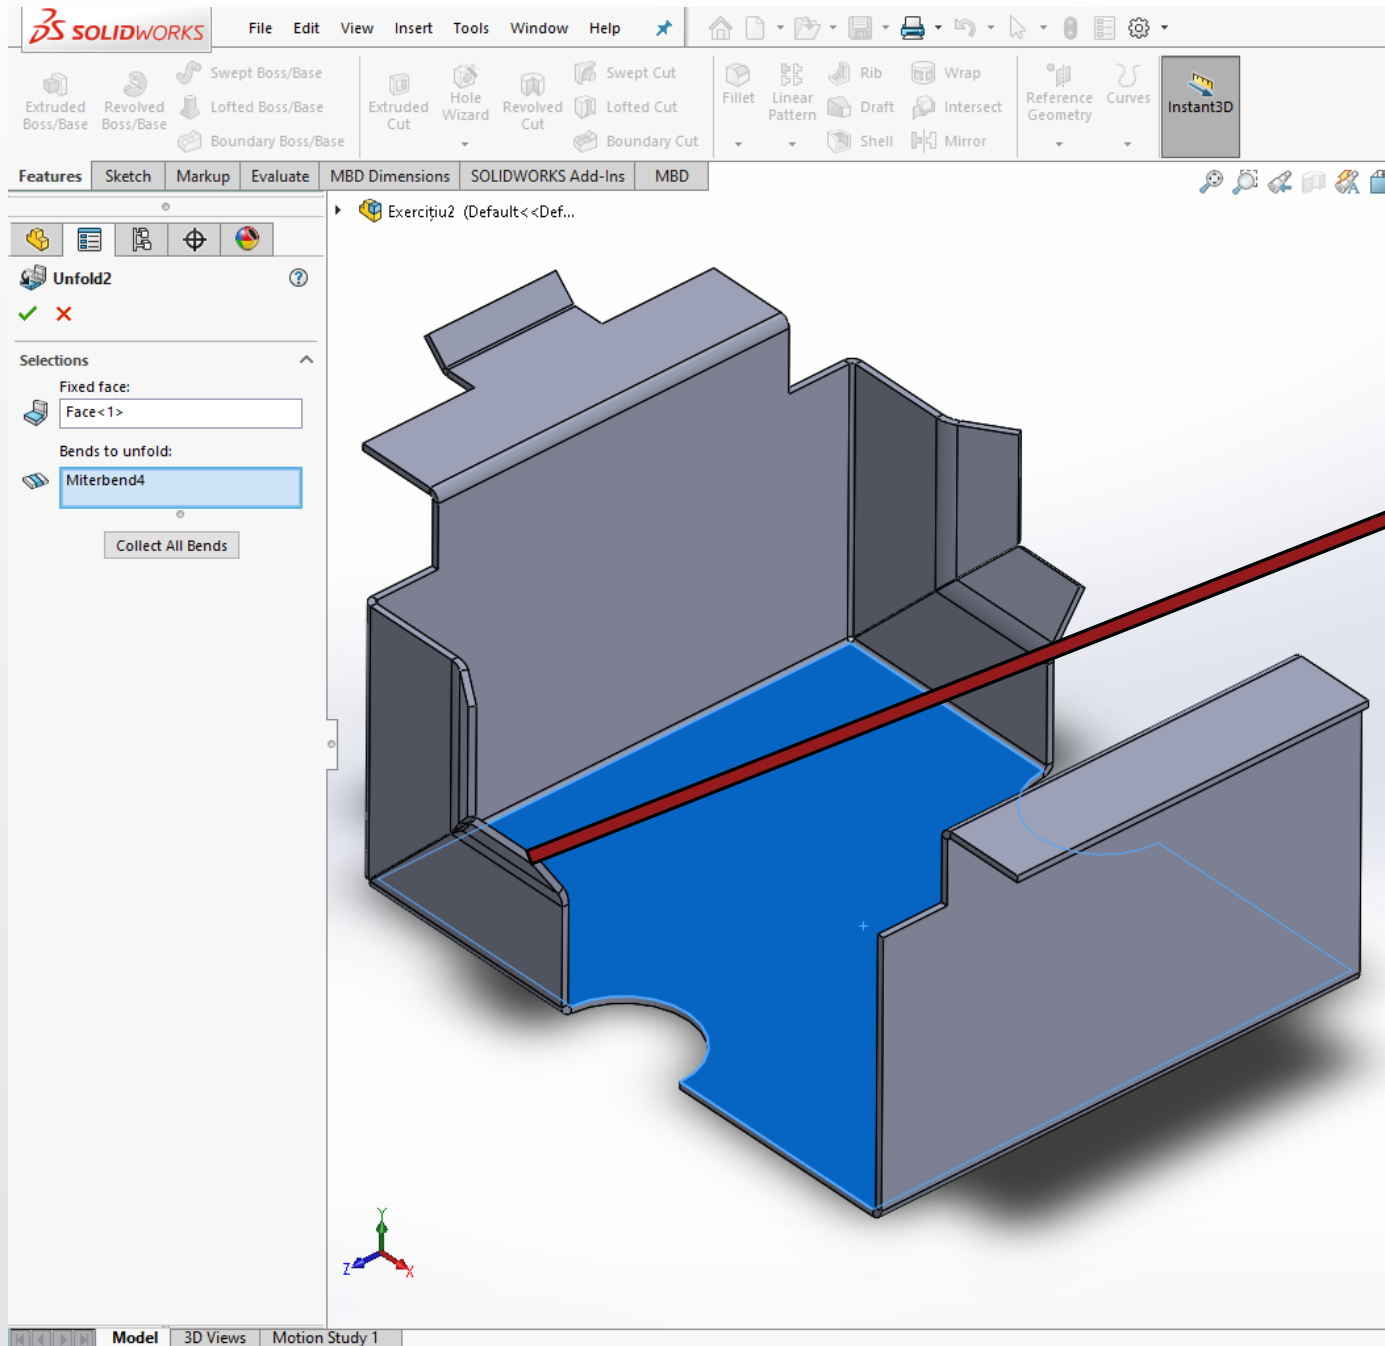 SOLIDWORKS File Edit View Insert Tools Window Help
Extruded Boss/Base
Revolved Boss/Base
Swept Boss/Base
Lofted Boss/Base
Boundary Boss/Base
Extruded Cut
Hole Wizard
Revolved Cut
Swept Cut
Lofted Cut
Boundary Cut
Fillet
Linear Pattern
Rib
Draft
Shell
Wrap
Intersect
Mirror
Reference Geometry
Curves
Instant3D
Features Sketch Markup Evaluate MBD Dimensions SOLIDWORKS Add-Ins MBD
Exercițiu2 (Default<<Def...
Unfold2
Selections
Fixed face:
Face<1>
Bends to unfold:
Miterbend4
Collect All Bends
Y
Z
X
Model 3D Views Motion Study 1